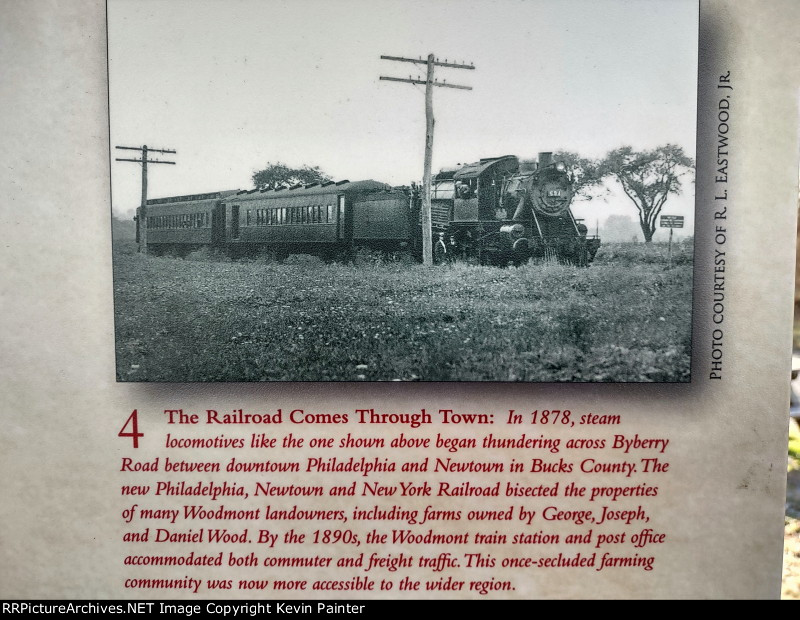 PHOTO COURTESY OF R. L. EASTWOOD, JR.
4 The Railroad Comes Through Town: In 1878, steam
locomotives like the one shown above began thundering across Byberry
Road between downtown Philadelphia and Newtown in Bucks County. The
new Philadelphia, Newtown and New York Railroad bisected the properties
of many Woodmont landowners, including farms owned by George, Joseph,
and Daniel Wood. By the 1890s, the Woodmont train station and post office
accommodated both commuter and freight traffic. This once-secluded farming
community was now more accessible to the wider region.
RRPictureArchives.NET Image Copyright Kevin Painter